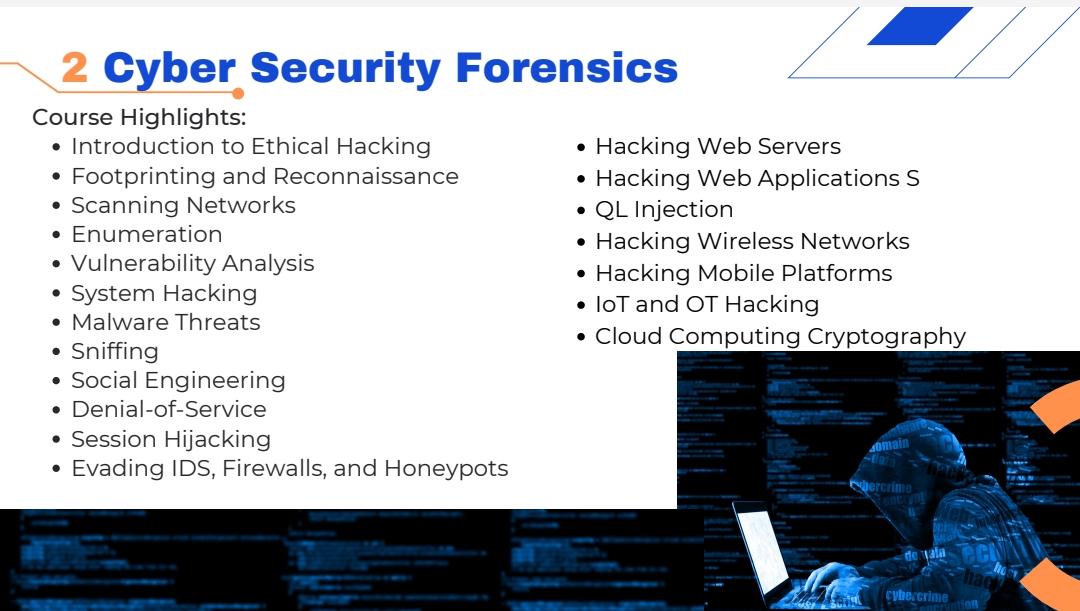 2 Cyber Security Forensics
Course Highlights:
• Introduction to Ethical Hacking
• Footprinting and Reconnaissance
• Scanning Networks
• Enumeration
• Vulnerability Analysis
• System Hacking
• Malware Threats
• Sniffing
• Social Engineering
• Denial-of-Service
• Session Hijacking
• Evading IDS, Firewalls, and Honeypots
• Hacking Web Servers
• Hacking Web Applications S
• QL Injection
• Hacking Wireless Networks
• Hacking Mobile Platforms
• IoT and OT Hacking
• Cloud Computing Cryptography
domain
cybercrime
domain
cybercrime